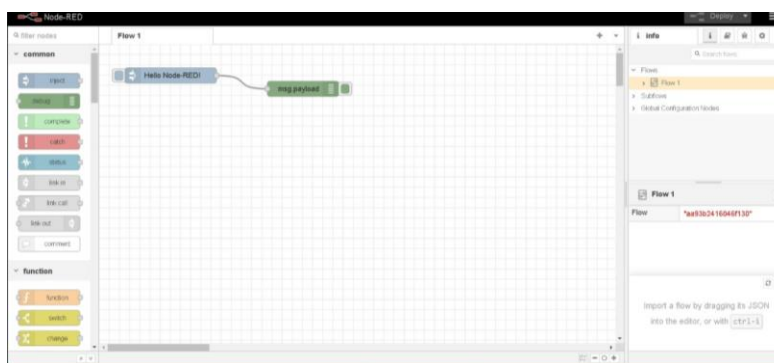 Node-RED
Deploy
filter nodes
Flow 1
info
i
common
Search flows
inject
Hello Node-RED!
Flows
debug
msg.payload
Flow 1
Subflows
complete
Global Configuration Nodes
catch
status
link in
link call
Flow 1
link out
Flow
comment
function
function
Import a flow by dragging its JSON
switch
into the editor, or with ctrl-i
change